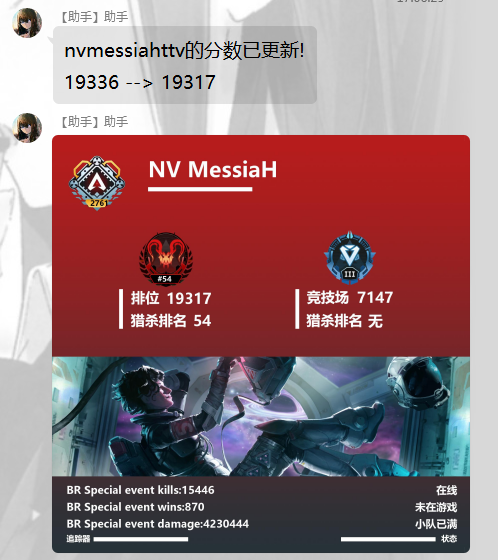 【助手】助手
nvmessiahttv的分数已更新!
19336 --> 19317
【助手】助手
NV MessiaH
276
#54
III
排位 19317
竞技场 7147
猎杀排名 54
猎杀排名 无
BR Special event kills:15446
在线
BR Special event wins:870
未在游戏
BR Special event damage:4230444
小队已满
追踪器
状态